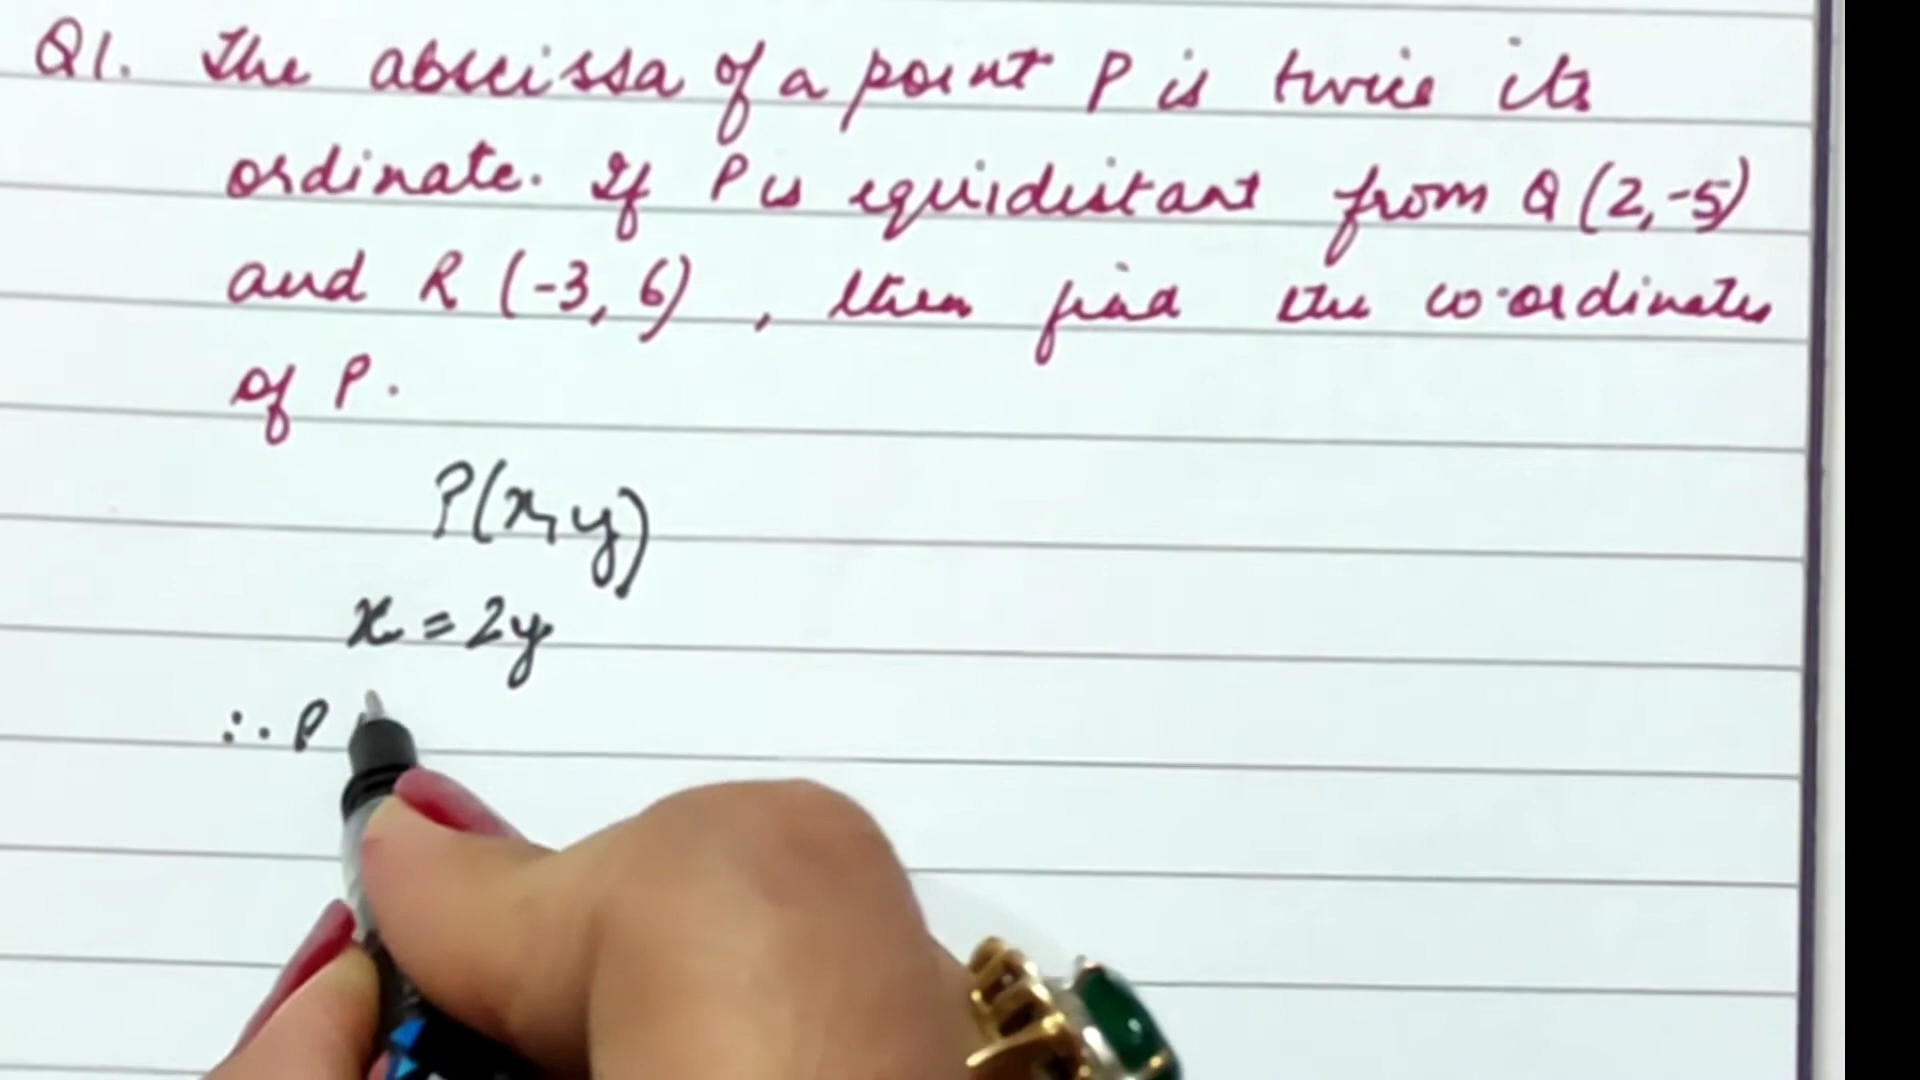 Q1. The abscissa of a point P is twice its
ordinate. If P is equidistant from Q (2,-5)
and R (-3, 6) , then find the co-ordinates
of P.
P(x, y)
x = 2y
∴ P